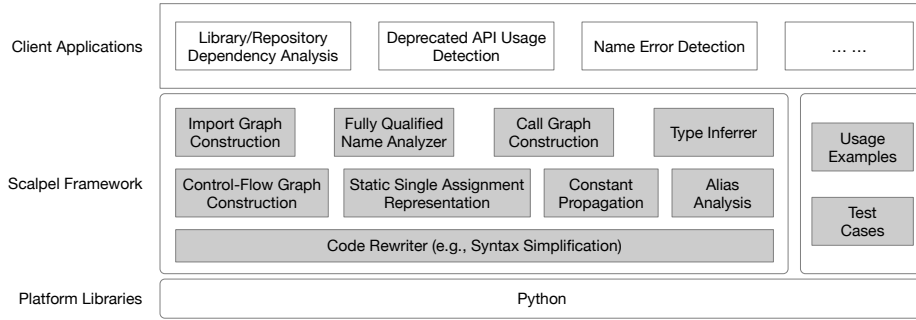 Client Applications
Library/Repository
Dependency Analysis
Deprecated API Usage
Detection
Name Error Detection
... ...
Scalpel Framework
Import Graph
Construction
Fully Qualified
Name Analyzer
Call Graph
Construction
Type Inferrer
Control-Flow Graph
Construction
Static Single Assignment
Representation
Constant
Propagation
Alias
Analysis
Code Rewriter (e.g., Syntax Simplification)
Usage
Examples
Test
Cases
Platform Libraries
Python